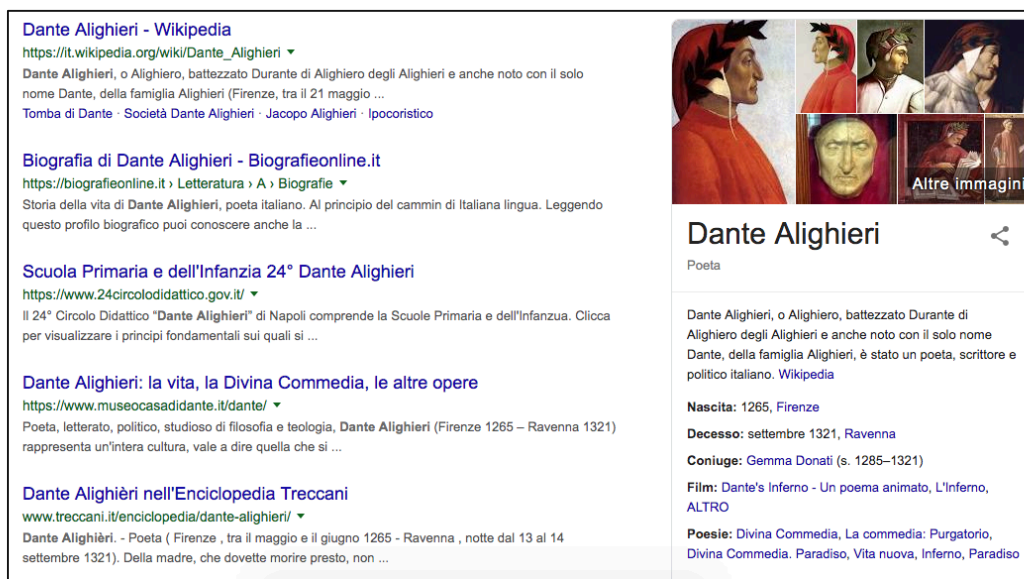 Dante Alighieri - Wikipedia
https://it.wikipedia.org/wiki/Dante_Alighieri
Dante Alighieri, o Alighiero, battezzato Durante di Alighiero degli Alighieri e anche noto con il solo
nome Dante, della famiglia Alighieri (Firenze, tra il 21 maggio ...
Tomba di Dante · Società Dante Alighieri · Jacopo Alighieri · Ipocoristico
Biografia di Dante Alighieri - Biografieonline.it
https://biografieonline.it › Letteratura › A › Biografie
Storia della vita di Dante Alighieri, poeta italiano. Al principio del cammin di Italiana lingua. Leggendo
questo profilo biografico puoi conoscere anche la ...
Scuola Primaria e dell'Infanzia 24° Dante Alighieri
https://www.24circolodidattico.gov.it/
Il 24° Circolo Didattico “Dante Alighieri” di Napoli comprende la Scuole Primaria e dell'Infanzua. Clicca
per visualizzare i principi fondamentali sui quali si ...
Dante Alighieri: la vita, la Divina Commedia, le altre opere
https://www.museocasadidante.it/dante/
Poeta, letterato, politico, studioso di filosofia e teologia, Dante Alighieri (Firenze 1265 – Ravenna 1321)
rappresenta un'intera cultura, vale a dire quella che si ...
Dante Alighièri nell'Enciclopedia Treccani
www.treccani.it/enciclopedia/dante-alighieri/
Dante Alighièri. - Poeta ( Firenze , tra il maggio e il giugno 1265 - Ravenna , notte dal 13 al 14
settembre 1321). Della madre, che dovette morire presto, non ...
Altre immagini
Dante Alighieri
Poeta
Dante Alighieri, o Alighiero, battezzato Durante di
Alighiero degli Alighieri e anche noto con il solo nome
Dante, della famiglia Alighieri, è stato un poeta, scrittore e
politico italiano. Wikipedia
Nascita: 1265, Firenze
Decesso: settembre 1321, Ravenna
Coniuge: Gemma Donati (s. 1285–1321)
Film: Dante's Inferno - Un poema animato, L'Inferno,
ALTRO
Poesie: Divina Commedia, La commedia: Purgatorio,
Divina Commedia. Paradiso, Vita nuova, Inferno, Paradiso